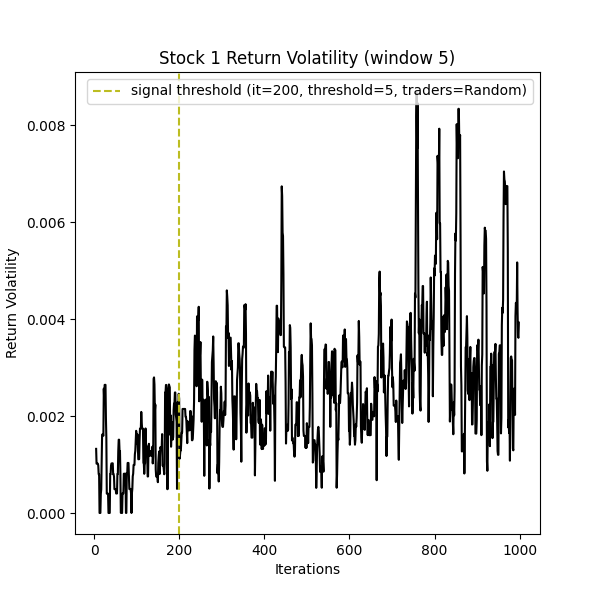 Stock 1 Return Volatility (window 5)
signal threshold (it=200, threshold=5, traders=Random)
0.008
0.006
0.004
0.002
0.000
Return Volatility
0 200 400 600 800 1000
Iterations